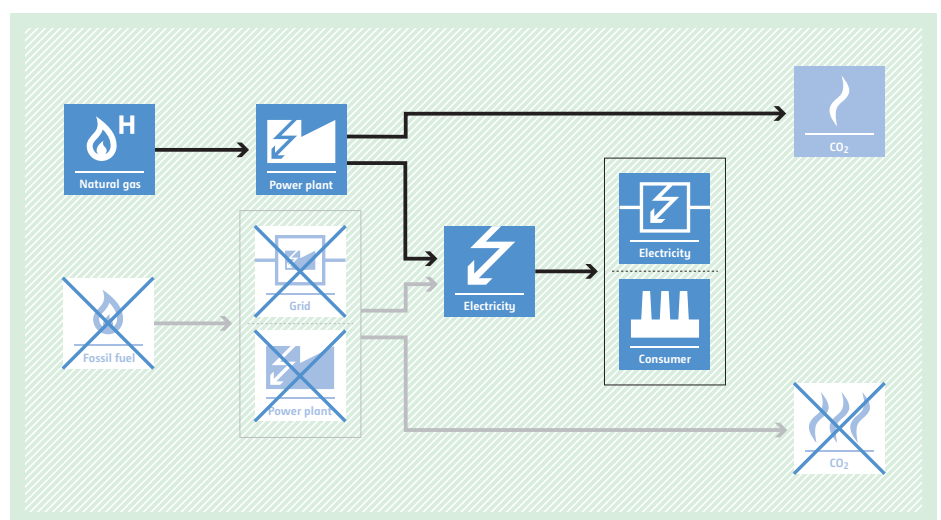 H
Natural gas
Power plant
CO₂
Grid
Electricity
Electricity
Fossil fuel
Power plant
Consumer
CO₂